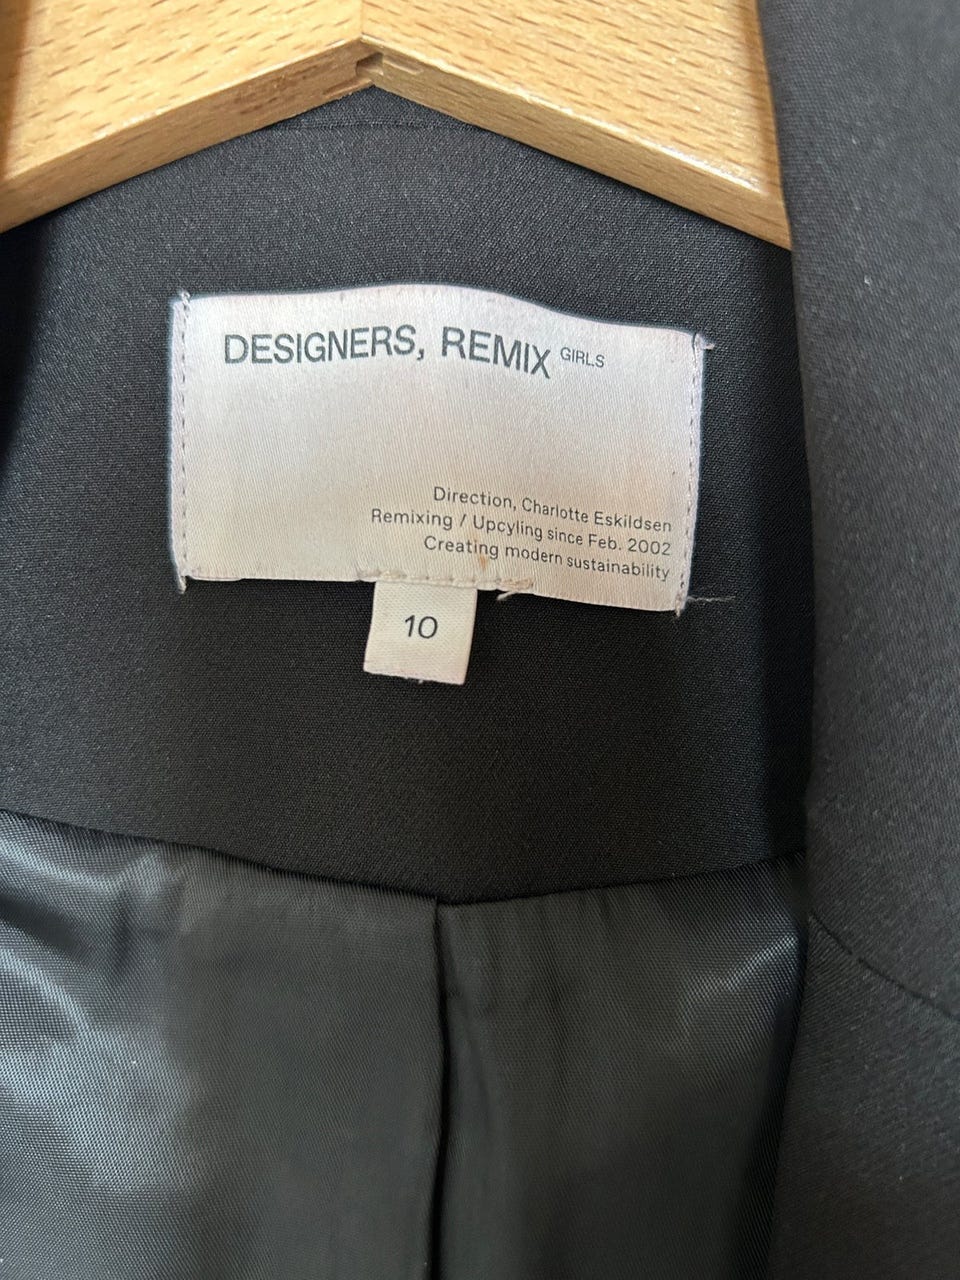 DESIGNERS, REMIX GIRLS
Direction, Charlotte Eskildsen
Remixing / Upcyling since Feb. 2002
Creating modern sustainability
10